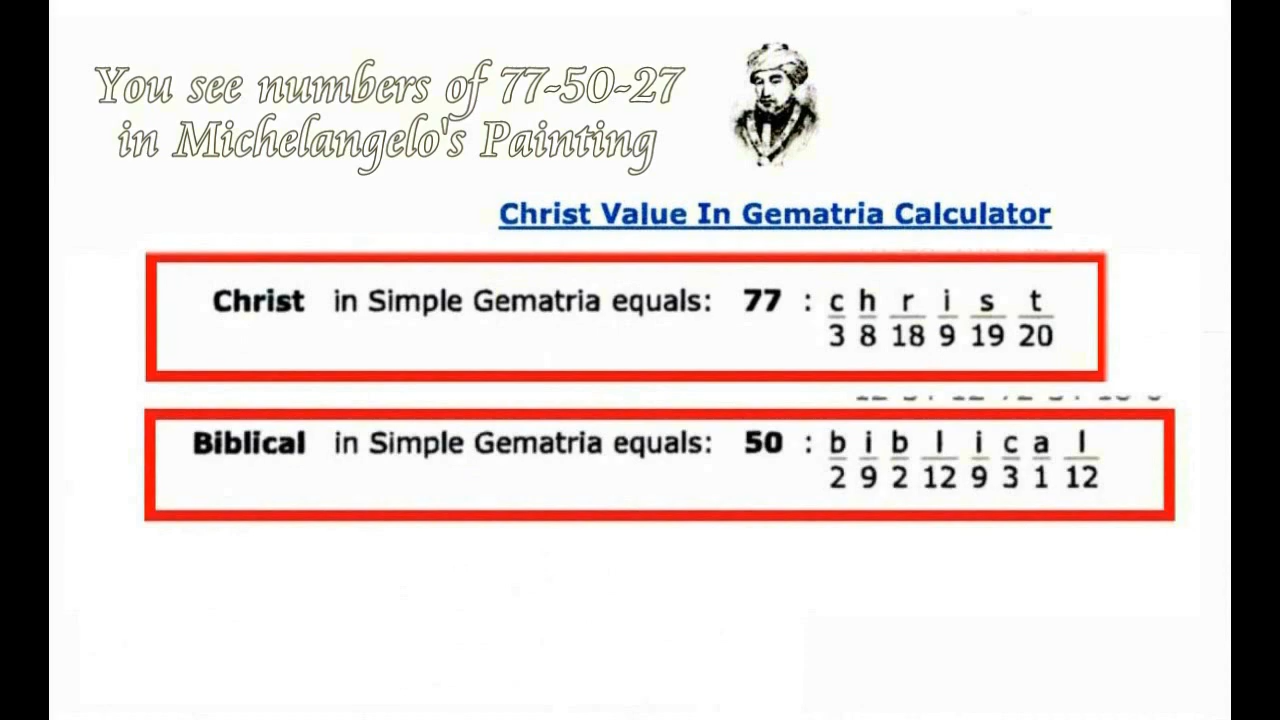 You see numbers of 77-50-27
in Michelangelo's Painting
Christ Value In Gematria Calculator
Christ in Simple Gematria equals: 77 : c h r i s t
3 8 18 9 19 20
Biblical in Simple Gematria equals: 50 : b i b l i c a l
2 9 2 12 9 3 1 12